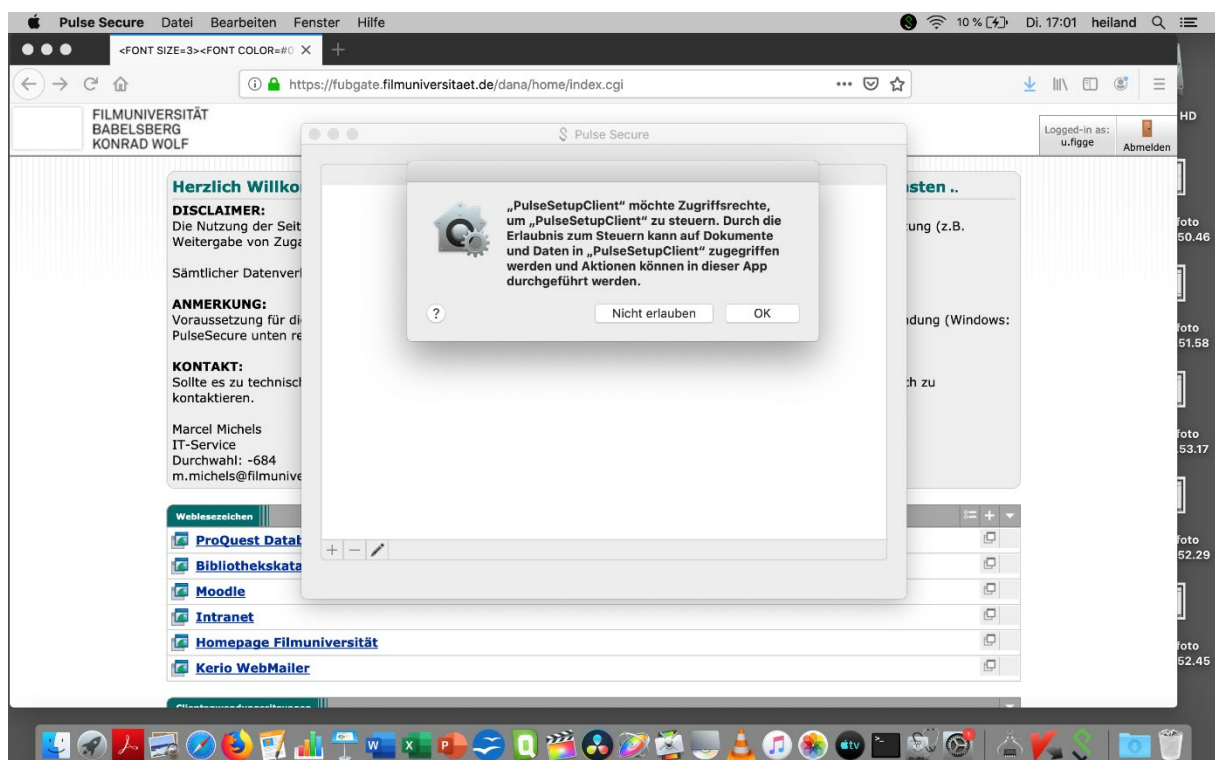 Pulse Secure Datei Bearbeiten Fenster Hilfe 10 % Di. 17:01 heiland
<FONT SIZE=3><FONT COLOR=#0
https://fubgate.filmuniversitaet.de/dana/home/index.cgi
FILMUNIVERSITÄT
BABELSBERG
KONRAD WOLF
Logged-in as:
u.figge
Abmelden
HD
Pulse Secure
„PulseSetupClient“ möchte Zugriffsrechte,
um „PulseSetupClient“ zu steuern. Durch die
Erlaubnis zum Steuern kann auf Dokumente
und Daten in „PulseSetupClient“ zugegriffen
werden und Aktionen können in dieser App
durchgeführt werden.
? Nicht erlauben OK
Herzlich Willko sten ..
DISCLAIMER:
Die Nutzung der Seit ung (z.B.
Weitergabe von Zuga
Sämtlicher Datenverl
ANMERKUNG:
Voraussetzung für di ndung (Windows:
PulseSecure unten re
KONTAKT:
Sollte es zu technisch ch zu
kontaktieren.
Marcel Michels
IT-Service
Durchwahl: -684
m.michels@filmunive
Weblesezeichen
ProQuest Datab
Bibliothekskata
Moodle
Intranet
Homepage Filmuniversität
Kerio WebMailer
foto
50.46
foto
51.58
foto
53.17
foto
52.29
foto
52.45
tv